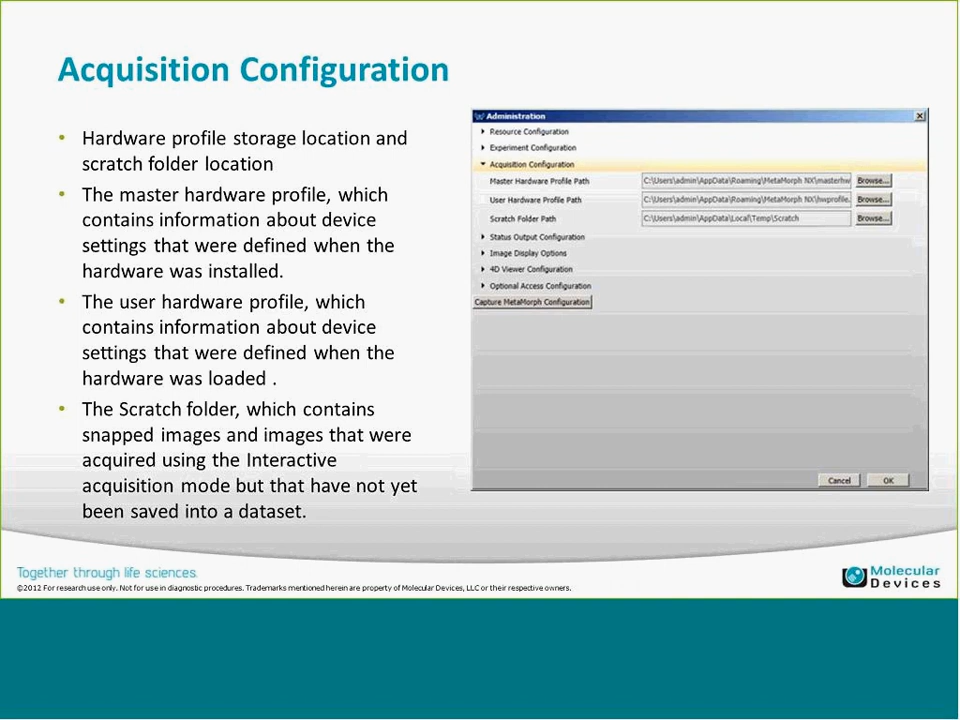 Acquisition Configuration
• Hardware profile storage location and
scratch folder location
• The master hardware profile, which
contains information about device
settings that were defined when the
hardware was installed.
• The user hardware profile, which
contains information about device
settings that were defined when the
hardware was loaded .
• The Scratch folder, which contains
snapped images and images that were
acquired using the Interactive
acquisition mode but that have not yet
been saved into a dataset.
Administration
Resource Configuration
Experiment Configuration
Acquisition Configuration
Master Hardware Profile Path C:\Users\admin\AppData\Roaming\MetaMorph NX\masterhw Browse...
User Hardware Profile Path C:\Users\admin\AppData\Roaming\MetaMorph NX\hwprofile. Browse...
Scratch Folder Path C:\Users\admin\AppData\Local\Temp\Scratch Browse...
Status Output Configuration
Image Display Options
4D Viewer Configuration
Optional Access Configuration
Capture MetaMorph Configuration
Cancel OK
Together through life sciences.
©2012 For research use only. Not for use in diagnostic procedures. Trademarks mentioned herein are property of Molecular Devices, LLC or their respective owners.
Molecular
Devices